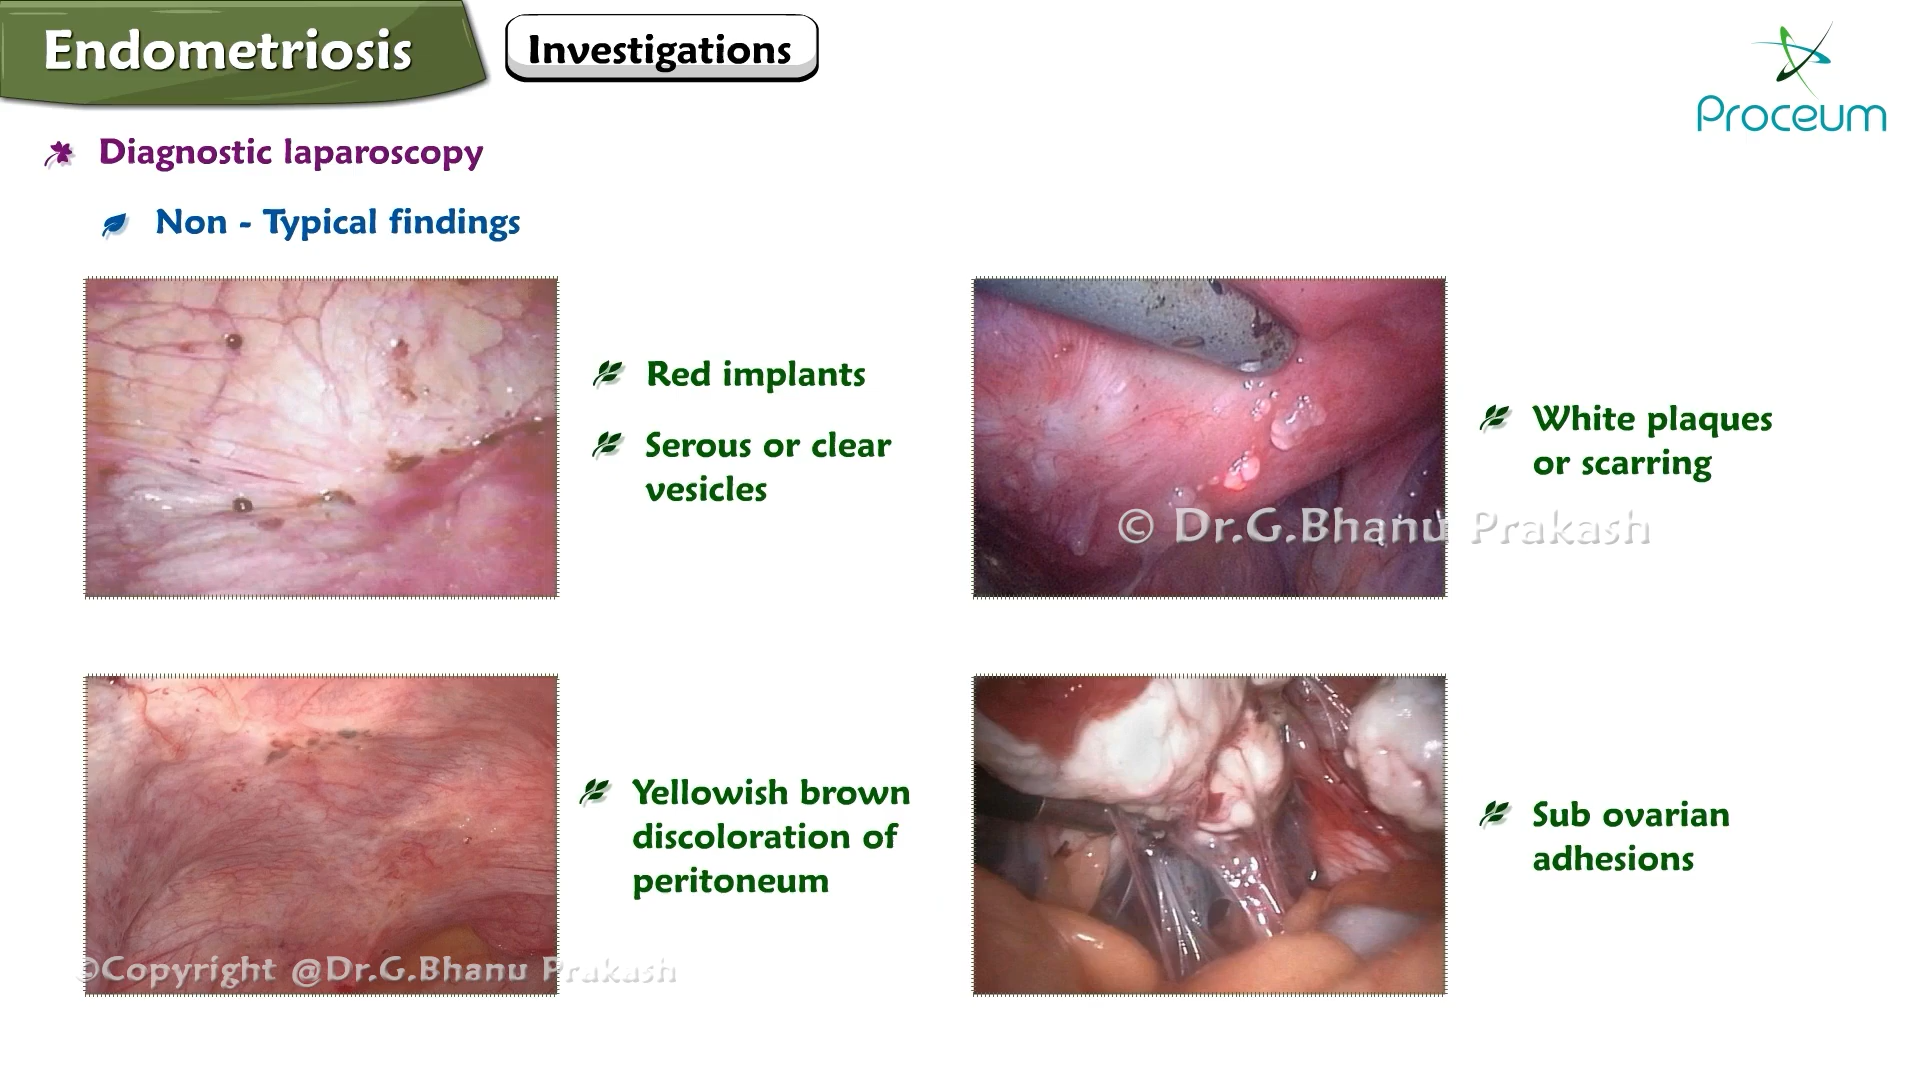 Endometriosis
Investigations
Proceum
Diagnostic laparoscopy
Non - Typical findings
Red implants
Serous or clear
vesicles
White plaques
or scarring
© Dr.G.Bhanu Prakash
Yellowish brown
discoloration of
peritoneum
Sub ovarian
adhesions
©Copyright @Dr.G.Bhanu Prakash